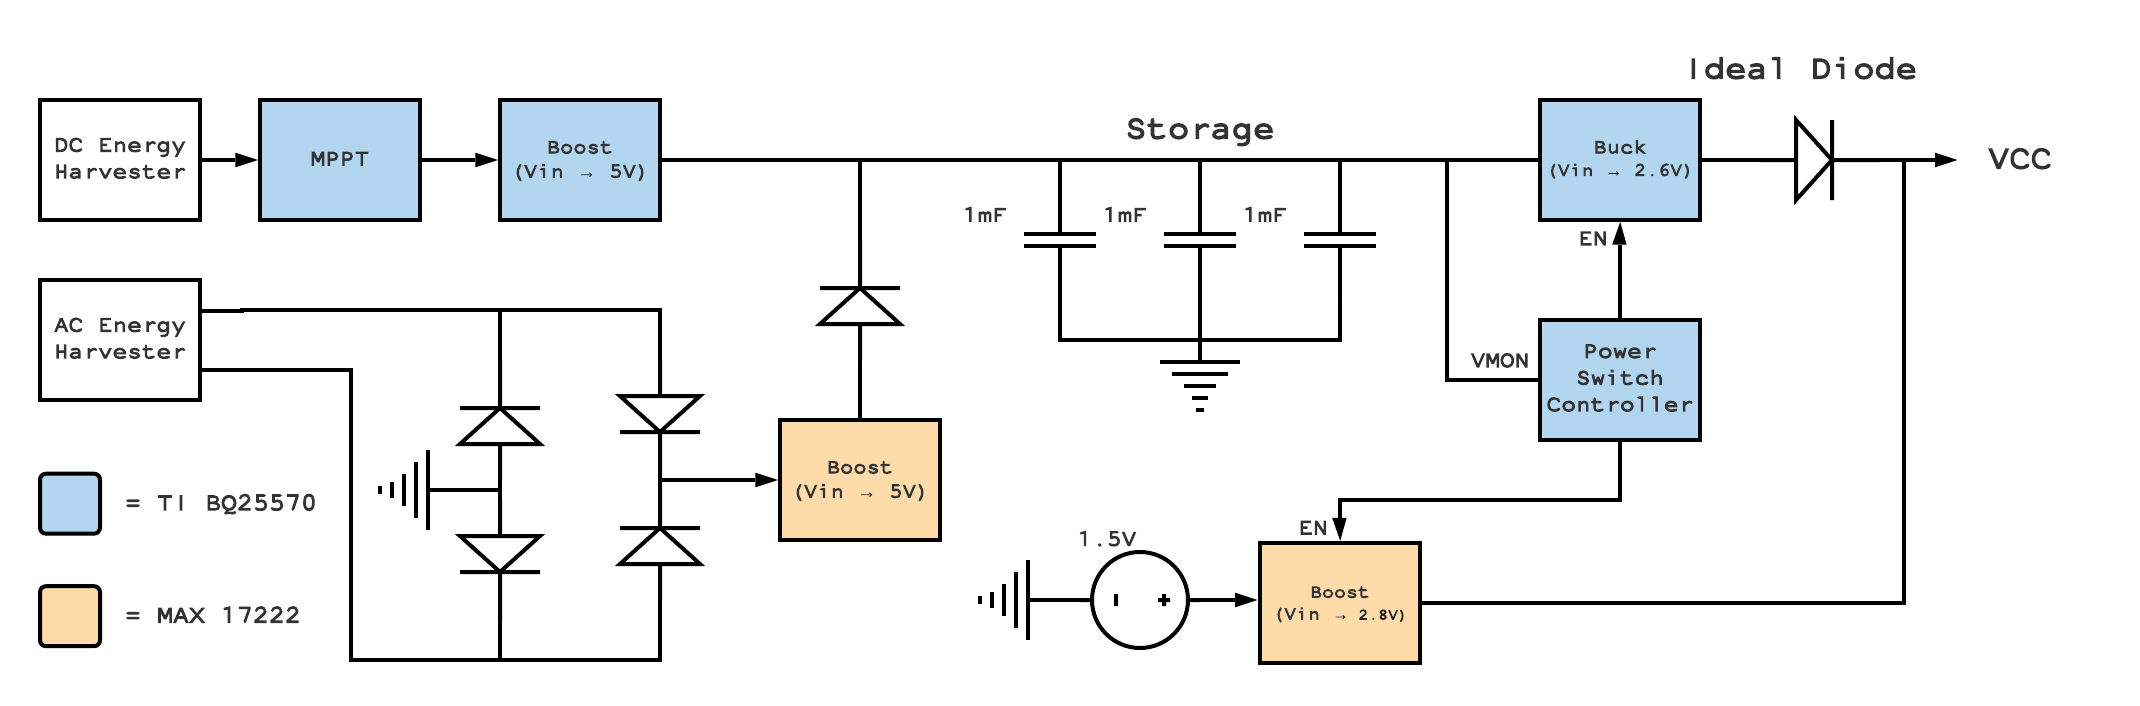 Ideal Diode
DC Energy
Harvester
MPPT
Boost
(Vin → 5V)
Storage
Buck
(Vin → 2.6V)
VCC
1mF
1mF
1mF
EN
AC Energy
Harvester
VMON
Power
Switch
Controller
Boost
(Vin → 5V)
= TI BQ25570
EN
1.5V
= MAX 17222
Boost
(Vin → 2.8V)